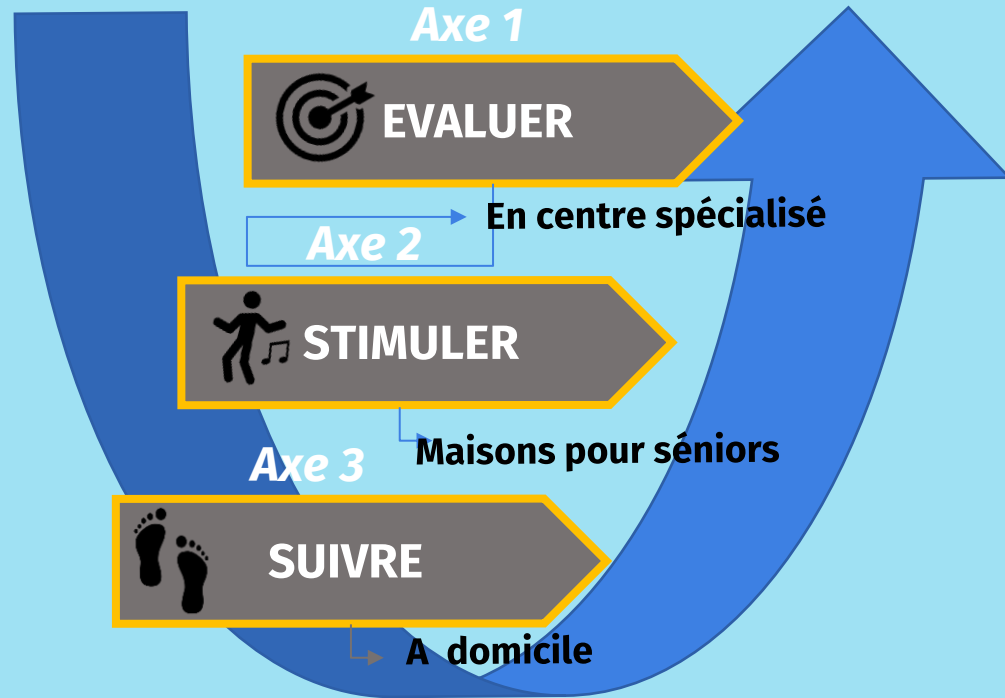 Axe 1
EVALUER
En centre spécialisé
Axe 2
STIMULER
Maisons pour séniors
Axe 3
SUIVRE
A domicile